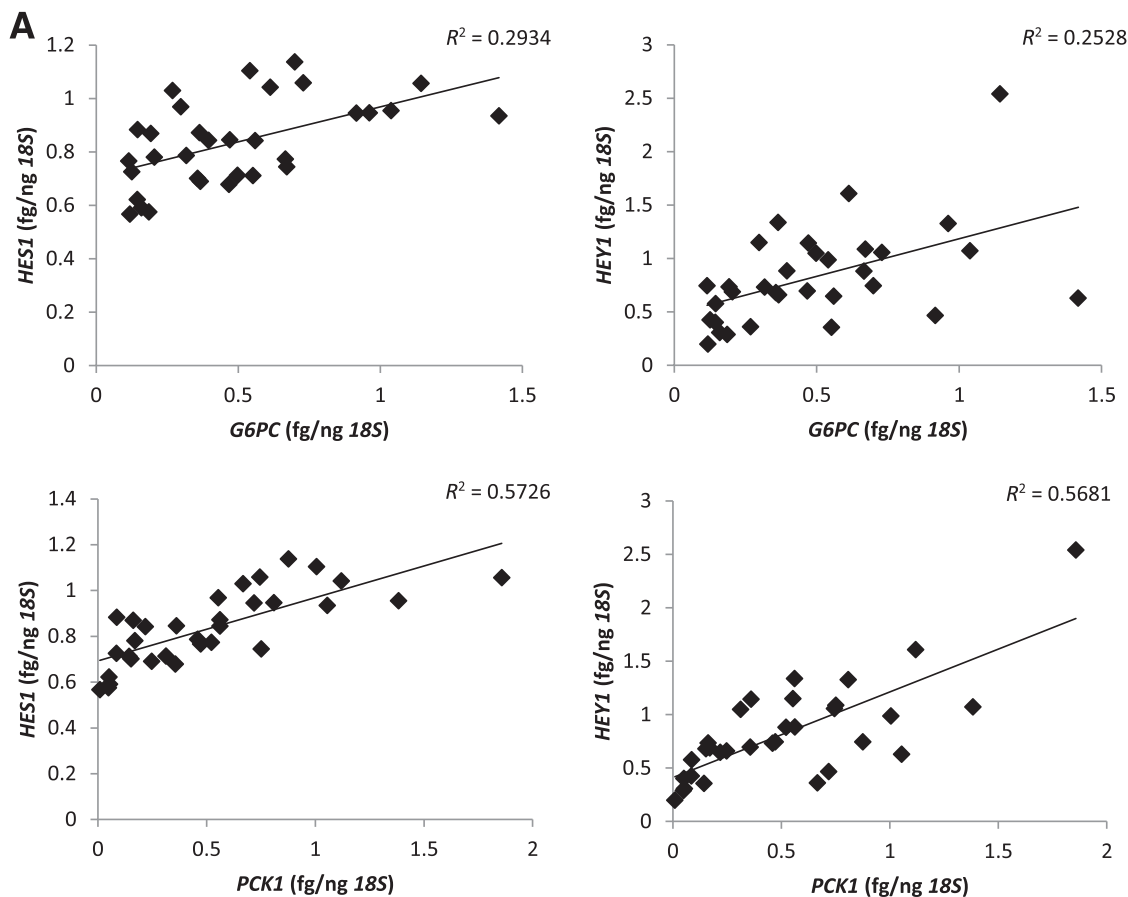 A
R² = 0.2934
1.2
1
0.8
0.6
0.4
0.2
0
HES1 (fg/ng 18S)
0 0.5 1 1.5
G6PC (fg/ng 18S)
R² = 0.2528
3
2.5
2
1.5
1
0.5
0
HEY1 (fg/ng 18S)
0 0.5 1 1.5
G6PC (fg/ng 18S)
R² = 0.5726
1.4
1.2
1
0.8
0.6
0.4
0.2
0
HES1 (fg/ng 18S)
0 0.5 1 1.5 2
PCK1 (fg/ng 18S)
R² = 0.5681
3
2.5
2
1.5
1
0.5
0
HEY1 (fg/ng 18S)
0 0.5 1 1.5 2
PCK1 (fg/ng 18S)